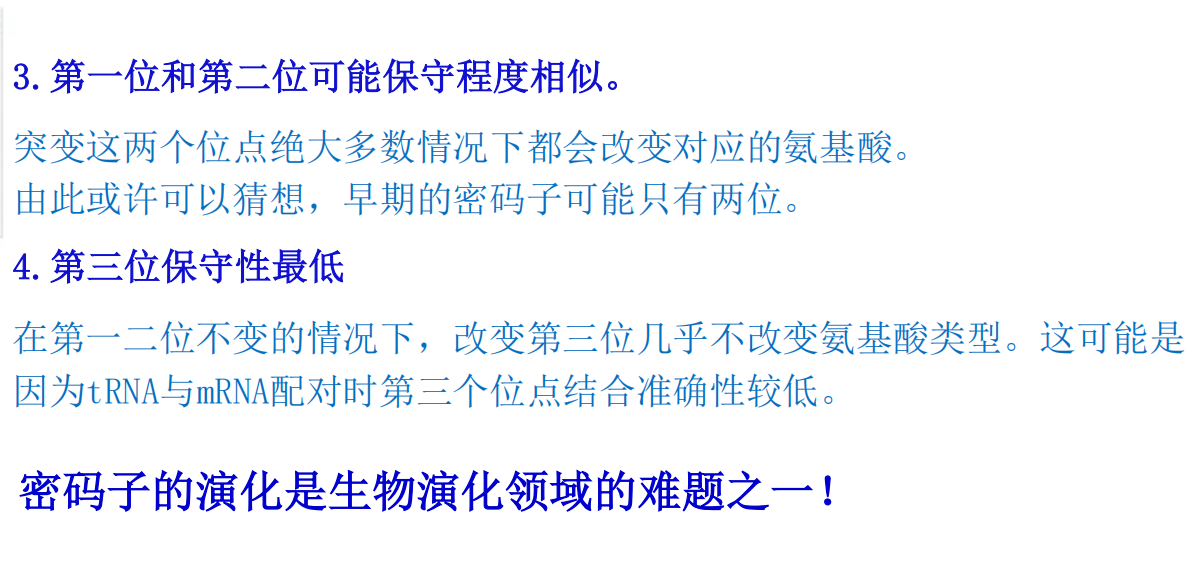 3.第一位和第二位可能保守程度相似。
突变这两个位点绝大多数情况下都会改变对应的氨基酸。
由此或许可以猜想，早期的密码子可能只有两位。
4.第三位保守性最低
在第一二位不变的情况下，改变第三位几乎不改变氨基酸类型。这可能是
因为tRNA与mRNA配对时第三个位点结合准确性较低。
密码子的演化是生物演化领域的难题之一！